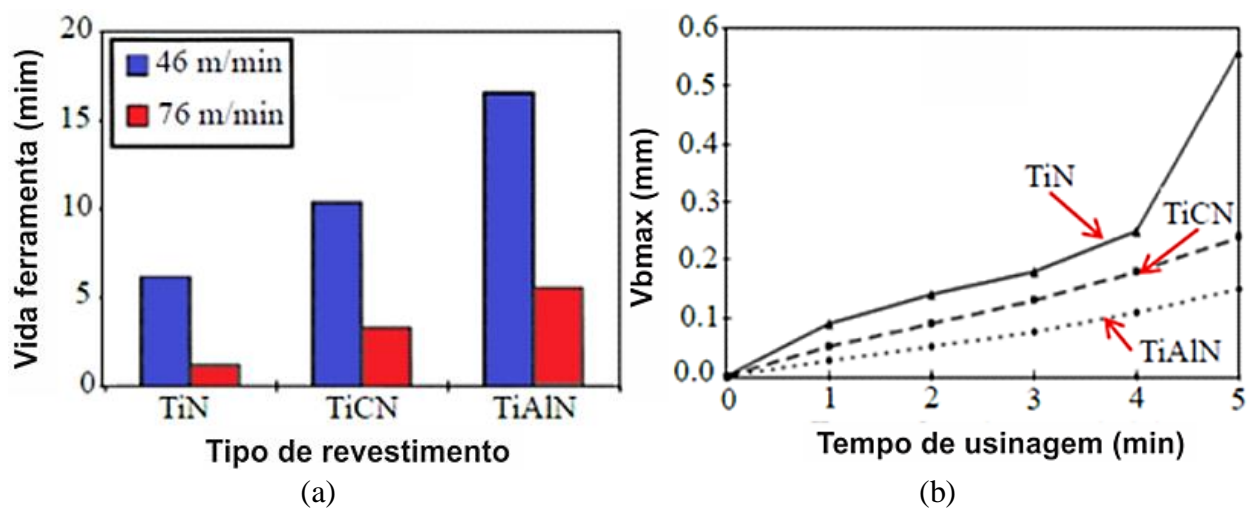 Vida ferramenta (mim)
20
15
10
5
0
46 m/min
76 m/min
TiN
TiCN
TiAlN
Tipo de revestimento
(a)
Vbmax (mm)
0.6
0.5
0.4
0.3
0.2
0.1
0.0
TiN
TiCN
TiAlN
0 1 2 3 4 5
Tempo de usinagem (min)
(b)